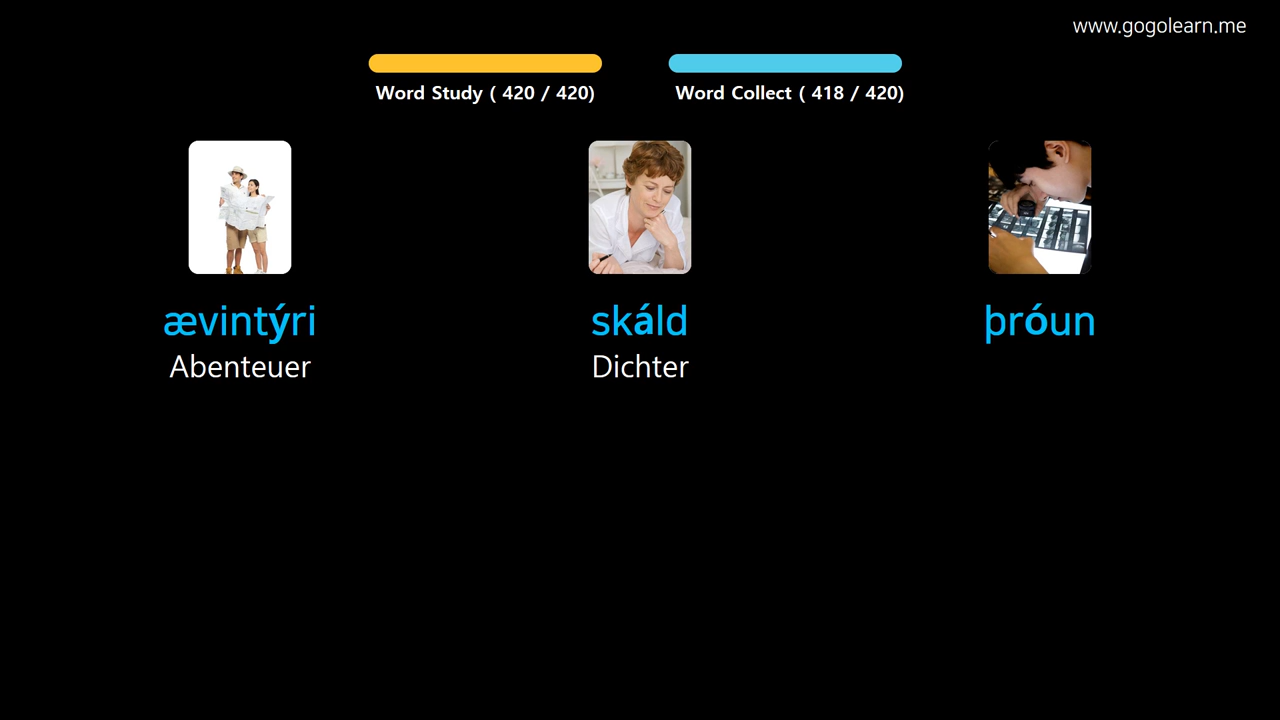 www.gogolearn.me
Word Study ( 420 / 420)
Word Collect ( 418 / 420)
ævintýri
Abenteuer
skáld
Dichter
þróun